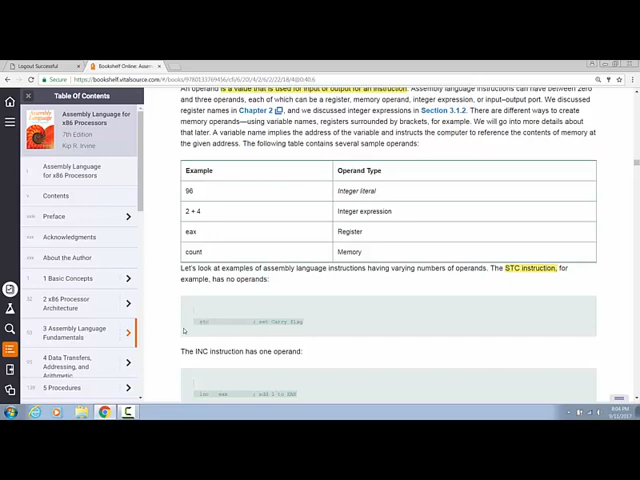 Logout Successful
Bookshelf Online: Assem
Secure https://bookshelf.vitalsource.com/#/books/9780133769456/cfi/6/20!/4/2/6/2/22/18/4@0:40.6
Table Of Contents
Assembly Language for
x86 Processors
7th Edition
Kip R. Irvine
Assembly Language
for x86 Processors
Contents
Preface
Acknowledgments
About the Author
1 Basic Concepts
2 x86 Processor
Architecture
3 Assembly Language
Fundamentals
4 Data Transfers,
Addressing, and
Arithmetic
5 Procedures
An operand is a value that is used for input or output for an instruction. Assembly language instructions can have between zero
and three operands, each of which can be a register, memory operand, integer expression, or input–output port. We discussed
register names in Chapter 2, and we discussed integer expressions in Section 3.1.2. There are different ways to create
memory operands—using variable names, registers surrounded by brackets, for example. We will go into more details about
that later. A variable name implies the address of the variable and instructs the computer to reference the contents of memory at
the given address. The following table contains several sample operands:
Example Operand Type
96 Integer literal
2 + 4 Integer expression
eax Register
count Memory
Let's look at examples of assembly language instructions having varying numbers of operands. The STC instruction, for
example, has no operands:
stc ; set Carry flag
The INC instruction has one operand:
inc eax ; add 1 to EAX
8:04 PM
9/11/2017